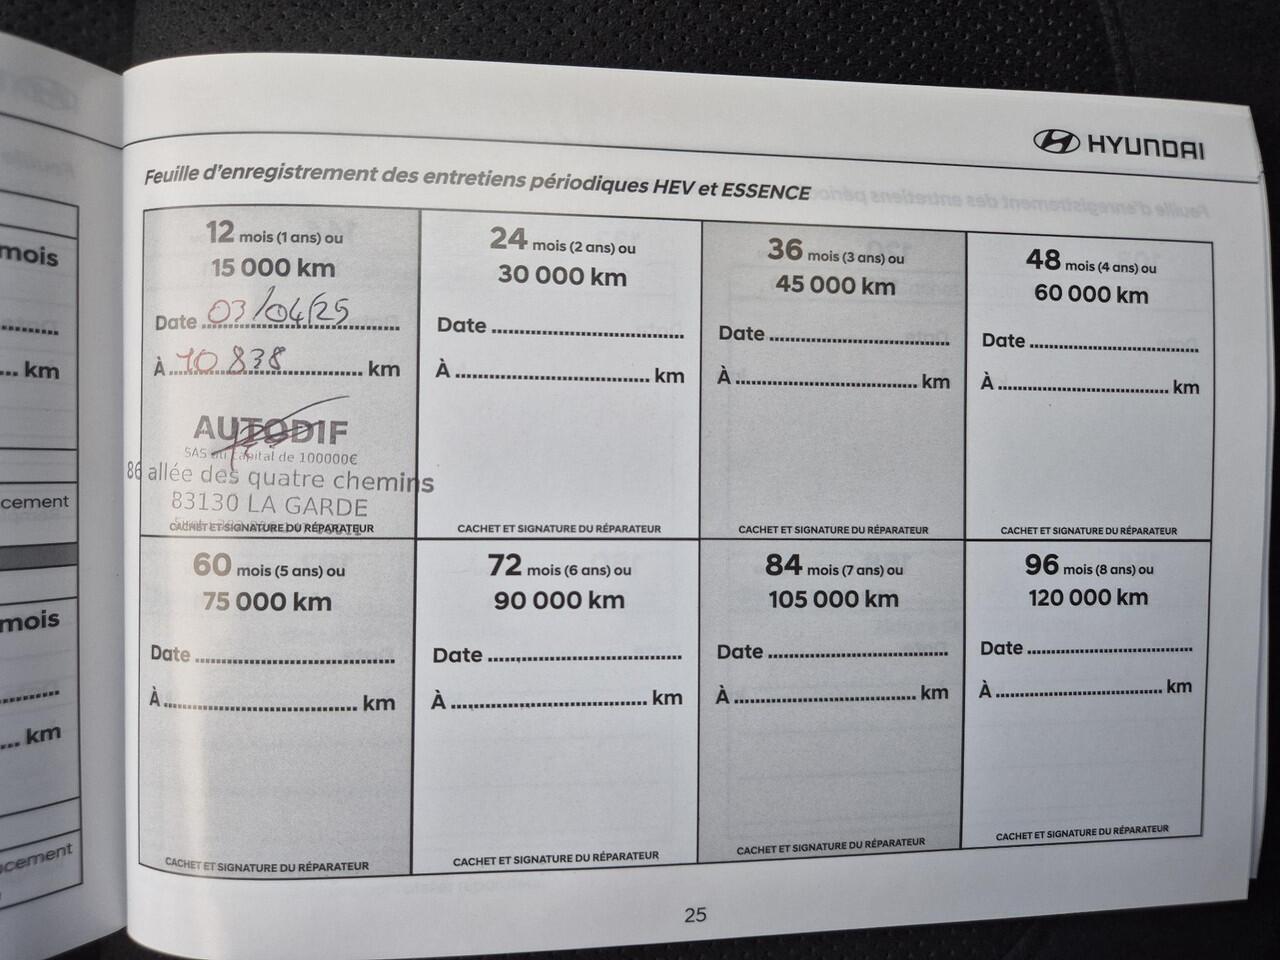 HYUNDAI
Feuille d'enregistrement des entretiens périodiques HEV et ESSENCE
12 mois (1 ans) ou
15 000 km
Date 03/04/25
À 10 838 km
AUTODIF
SAS au capital de 100000€
86 allée des quatre chemins
83130 LA GARDE
CACHET ET SIGNATURE DU RÉPARATEUR
24 mois (2 ans) ou
30 000 km
Date
À km
CACHET ET SIGNATURE DU RÉPARATEUR
36 mois (3 ans) ou
45 000 km
Date
À km
CACHET ET SIGNATURE DU RÉPARATEUR
48 mois (4 ans) ou
60 000 km
Date
À km
CACHET ET SIGNATURE DU RÉPARATEUR
60 mois (5 ans) ou
75 000 km
Date
À km
CACHET ET SIGNATURE DU RÉPARATEUR
72 mois (6 ans) ou
90 000 km
Date
À km
CACHET ET SIGNATURE DU RÉPARATEUR
84 mois (7 ans) ou
105 000 km
Date
À km
CACHET ET SIGNATURE DU RÉPARATEUR
96 mois (8 ans) ou
120 000 km
Date
À km
CACHET ET SIGNATURE DU RÉPARATEUR
25
mois
km
cement
mois
km
cement